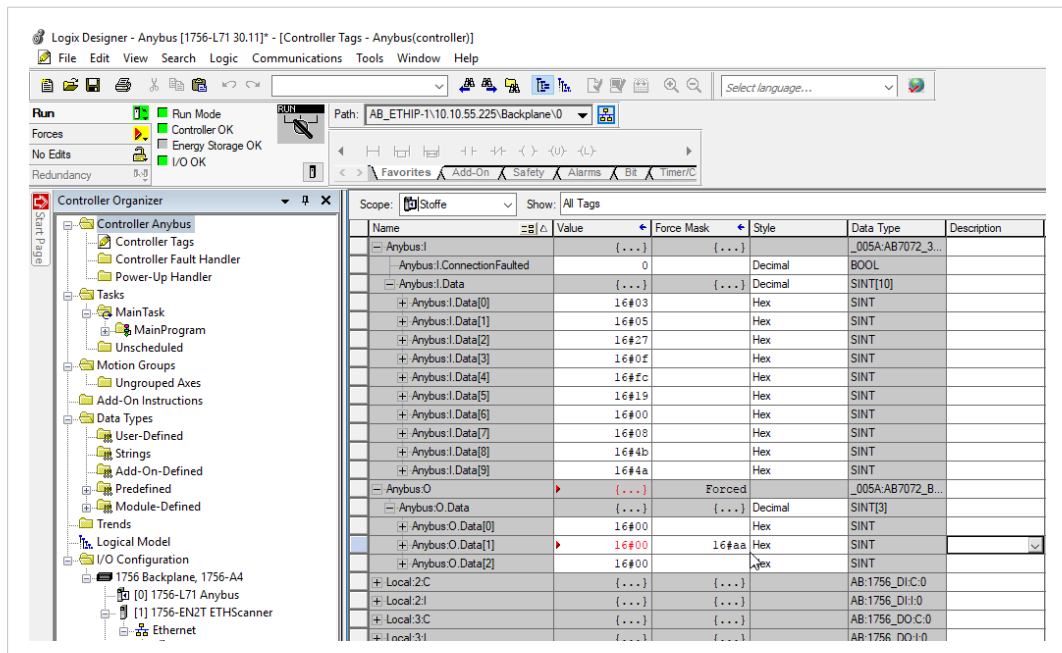 Logix Designer - Anybus [1756-L71 30.11]* - [Controller Tags - Anybus(controller)]
File Edit View Search Logic Communications Tools Window Help
Select language...
Run Run Mode RUN Path: AB_ETHIP-1\10.10.55.225\Backplane\0
Forces Controller OK
Energy Storage OK
No Edits I/O OK
Redundancy
Favorites Add-On Safety Alarms Bit Timer/C
Start Page
Controller Organizer
Controller Anybus
Controller Tags
Controller Fault Handler
Power-Up Handler
Tasks
MainTask
MainProgram
Unscheduled
Motion Groups
Ungrouped Axes
Add-On Instructions
Data Types
User-Defined
Strings
Add-On-Defined
Predefined
Module-Defined
Trends
Logical Model
I/O Configuration
1756 Backplane, 1756-A4
[0] 1756-L71 Anybus
[1] 1756-EN2T ETHScanner
Ethernet
Scope: Stoffe Show: All Tags
Name Value Force Mask Style Data Type Description
Anybus:I {...} {...} _005A:AB7072_3...
Anybus:I.ConnectionFaulted 0 Decimal BOOL
Anybus:I.Data {...} {...} Decimal SINT[10]
Anybus:I.Data[0] 16#03 Hex SINT
Anybus:I.Data[1] 16#05 Hex SINT
Anybus:I.Data[2] 16#27 Hex SINT
Anybus:I.Data[3] 16#0f Hex SINT
Anybus:I.Data[4] 16#fc Hex SINT
Anybus:I.Data[5] 16#19 Hex SINT
Anybus:I.Data[6] 16#00 Hex SINT
Anybus:I.Data[7] 16#08 Hex SINT
Anybus:I.Data[8] 16#4b Hex SINT
Anybus:I.Data[9] 16#4a Hex SINT
Anybus:O {...} Forced _005A:AB7072_B...
Anybus:O.Data {...} {...} Decimal SINT[3]
Anybus:O.Data[0] 16#00 Hex SINT
Anybus:O.Data[1] 16#00 16#aa Hex SINT
Anybus:O.Data[2] 16#00 Hex SINT
Local:2:C {...} {...} AB:1756_DI:C:0
Local:2:I {...} {...} AB:1756_DI:I:0
Local:3:C {...} {...} AB:1756_DO:C:0
Local:3:I {...} {...} AB:1756_DO:I:0